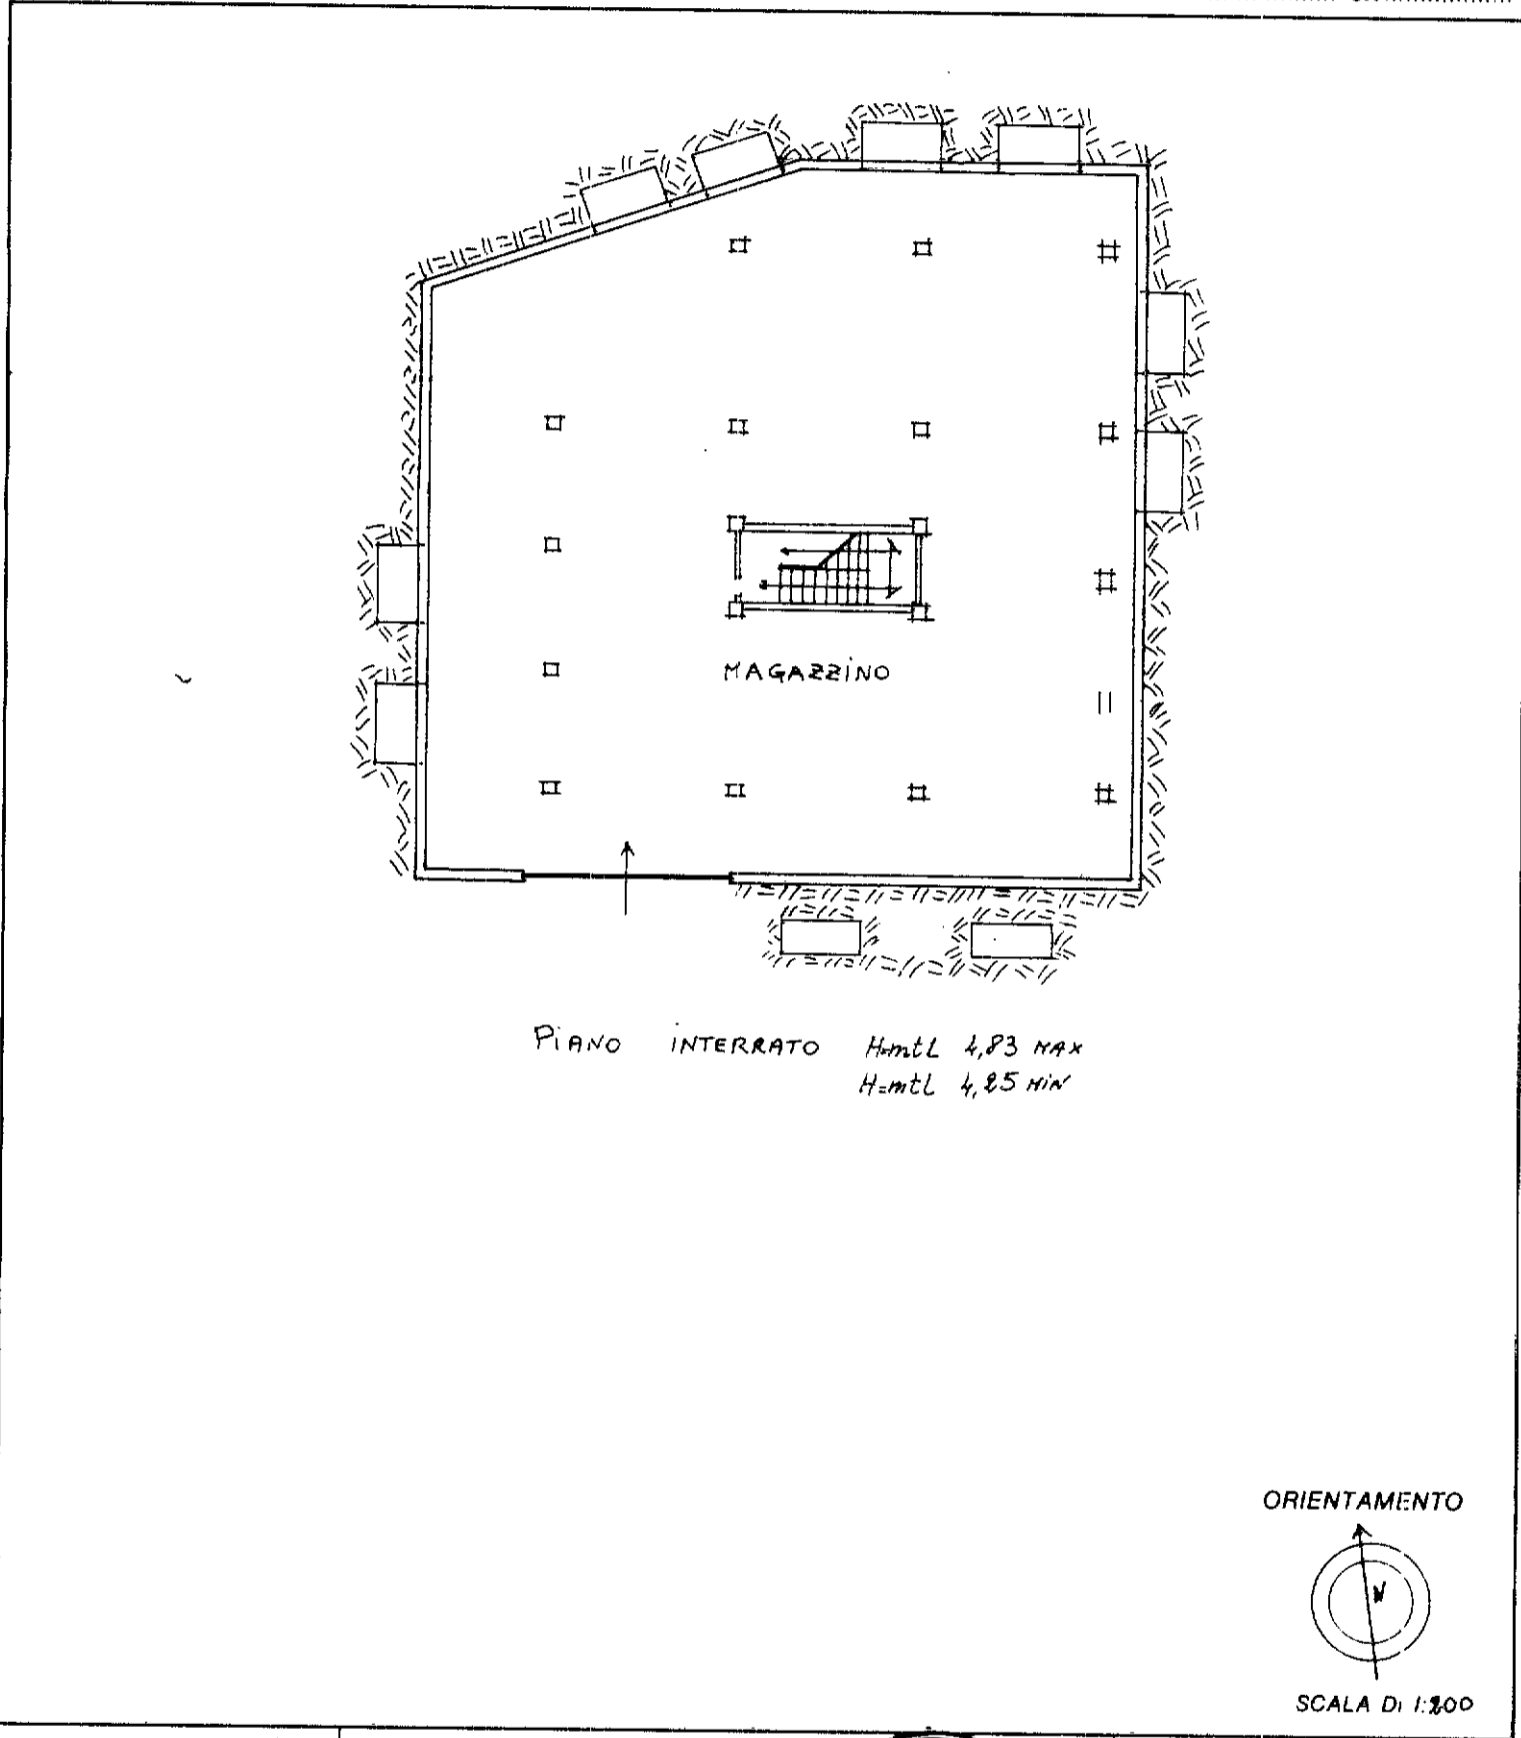 MAGAZZINO
PIANO INTERRATO H=mtl 4,83 MAX
H=mtl 4,25 MIN
ORIENTAMENTO
N
SCALA DI 1:200